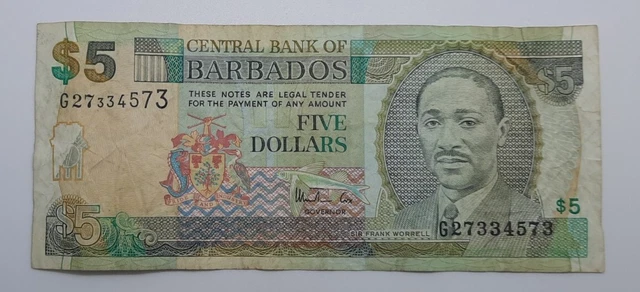 $5
CENTRAL BANK OF
BARBADOS
$5
G27334573
THESE NOTES ARE LEGAL TENDER
FOR THE PAYMENT OF ANY AMOUNT
FIVE
DOLLARS
GOVERNOR
$5
$5
SIR FRANK WORRELL
G27334573